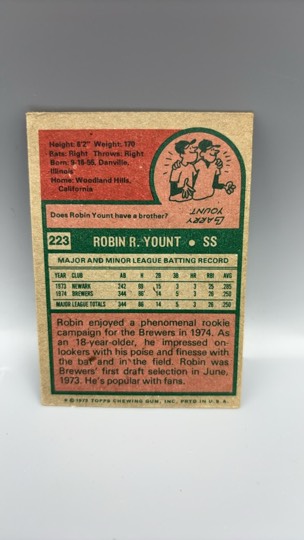 Height: 6'2" Weight: 170
Bats: Right Throws: Right
Born: 9-16-55, Danville,
Illinois
Home: Woodland Hills,
California
Does Robin Yount have a brother?
LARRY
YOUNT
223 ROBIN R. YOUNT • SS
MAJOR AND MINOR LEAGUE BATTING RECORD
YEAR CLUB AB H 2B 3B HR RBI AVG
1973 NEWARK 242 69 15 3 3 25 285
1974 BREWERS 344 86 14 5 3 26 250
MAJOR LEAGUE TOTALS 344 86 14 5 3 26 250
Robin enjoyed a phenomenal rookie
campaign for the Brewers in 1974. As
an 18-year-older, he impressed on-
lookers with his poise and finesse with
the bat and in the field. Robin was
Brewers' first draft selection in June,
1973. He's popular with fans.
© 1975 TOPPS CHEWING GUM, INC. PRTD IN U.S.A.